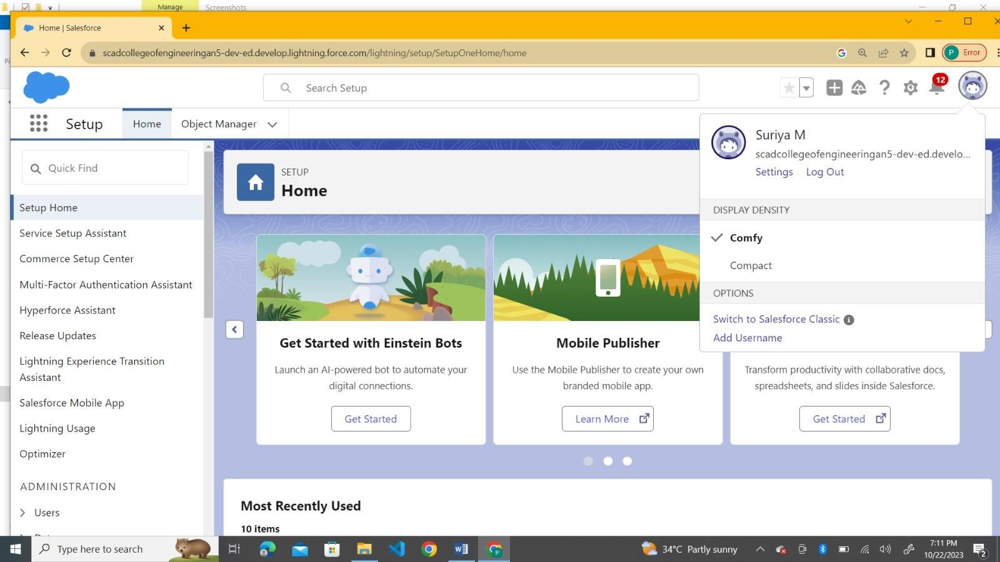 Manage
Screenshots
Home | Salesforce
scadcollegeofengineeringan5-dev-ed.develop.lightning.force.com/lightning/setup/SetupOneHome/home
P
Error
Search Setup
12
Setup
Home
Object Manager
Suriya M
scadcollegeofengineeringan5-dev-ed.develo...
Settings
Log Out
DISPLAY DENSITY
Comfy
Compact
OPTIONS
Switch to Salesforce Classic
Add Username
Quick Find
Setup Home
Service Setup Assistant
Commerce Setup Center
Multi-Factor Authentication Assistant
Hyperforce Assistant
Release Updates
Lightning Experience Transition
Assistant
Salesforce Mobile App
Lightning Usage
Optimizer
ADMINISTRATION
Users
SETUP
Home
Get Started with Einstein Bots
Launch an AI-powered bot to automate your
digital connections.
Get Started
Mobile Publisher
Use the Mobile Publisher to create your own
branded mobile app.
Learn More
Transform productivity with collaborative docs,
spreadsheets, and slides inside Salesforce.
Get Started
Most Recently Used
10 items
Type here to search
34°C Partly sunny
7:11 PM
10/22/2023
2